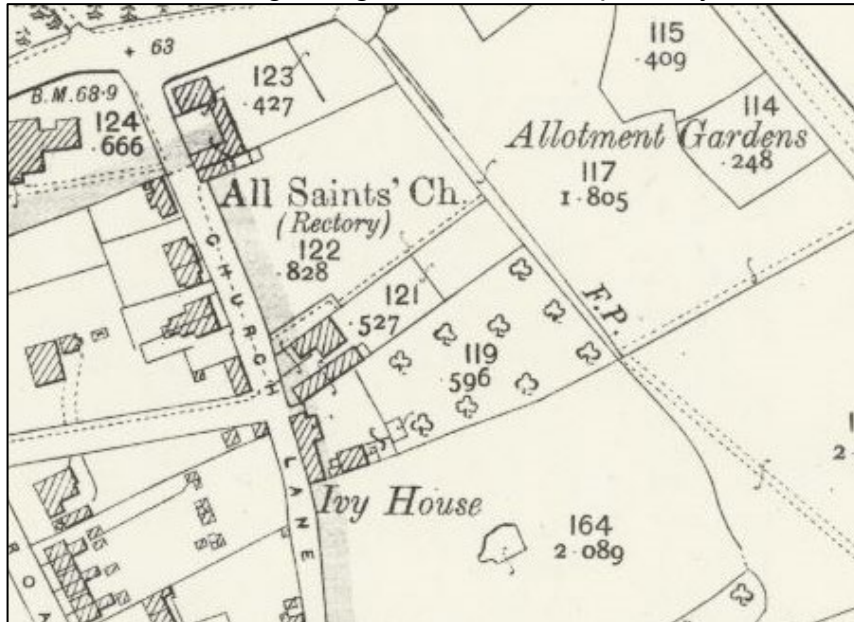 63
B.M.68·9
123
·427
124
·666
115
409
114
·248
Allotment Gardens
117
1·805
All Saints' Ch.
(Rectory)
122
·828
CHURCH
121
·527
F.P.
119
·596
LANE
Ivy House
164
2·089